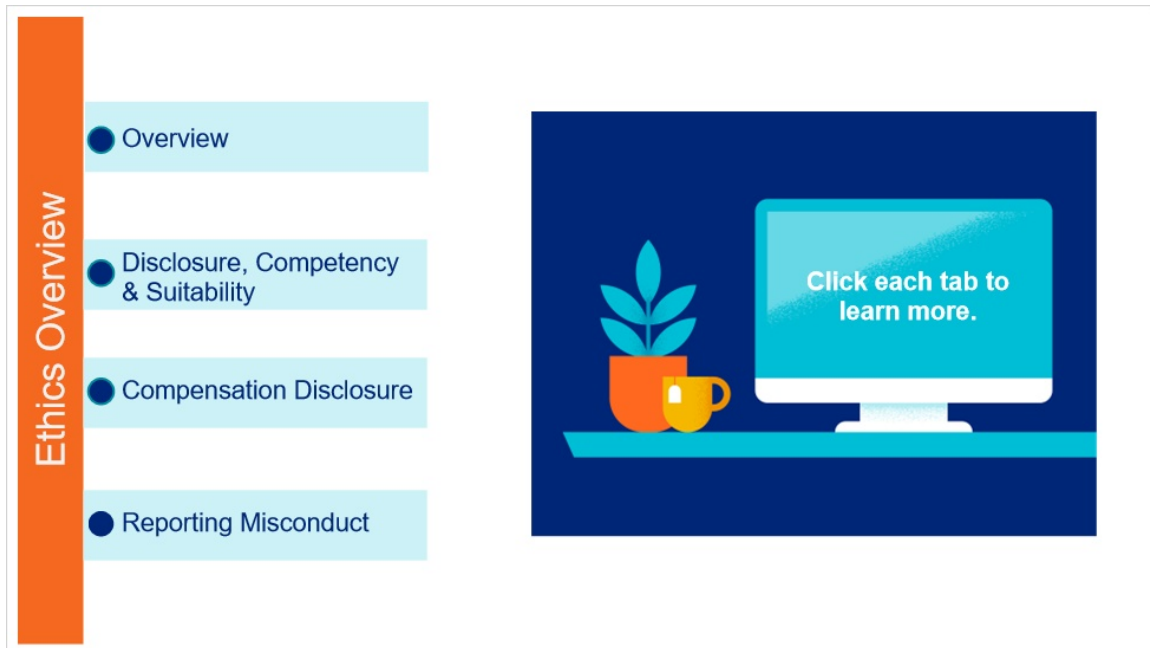 Ethics Overview
Overview
Disclosure, Competency
& Suitability
Compensation Disclosure
Reporting Misconduct
Click each tab to
learn more.